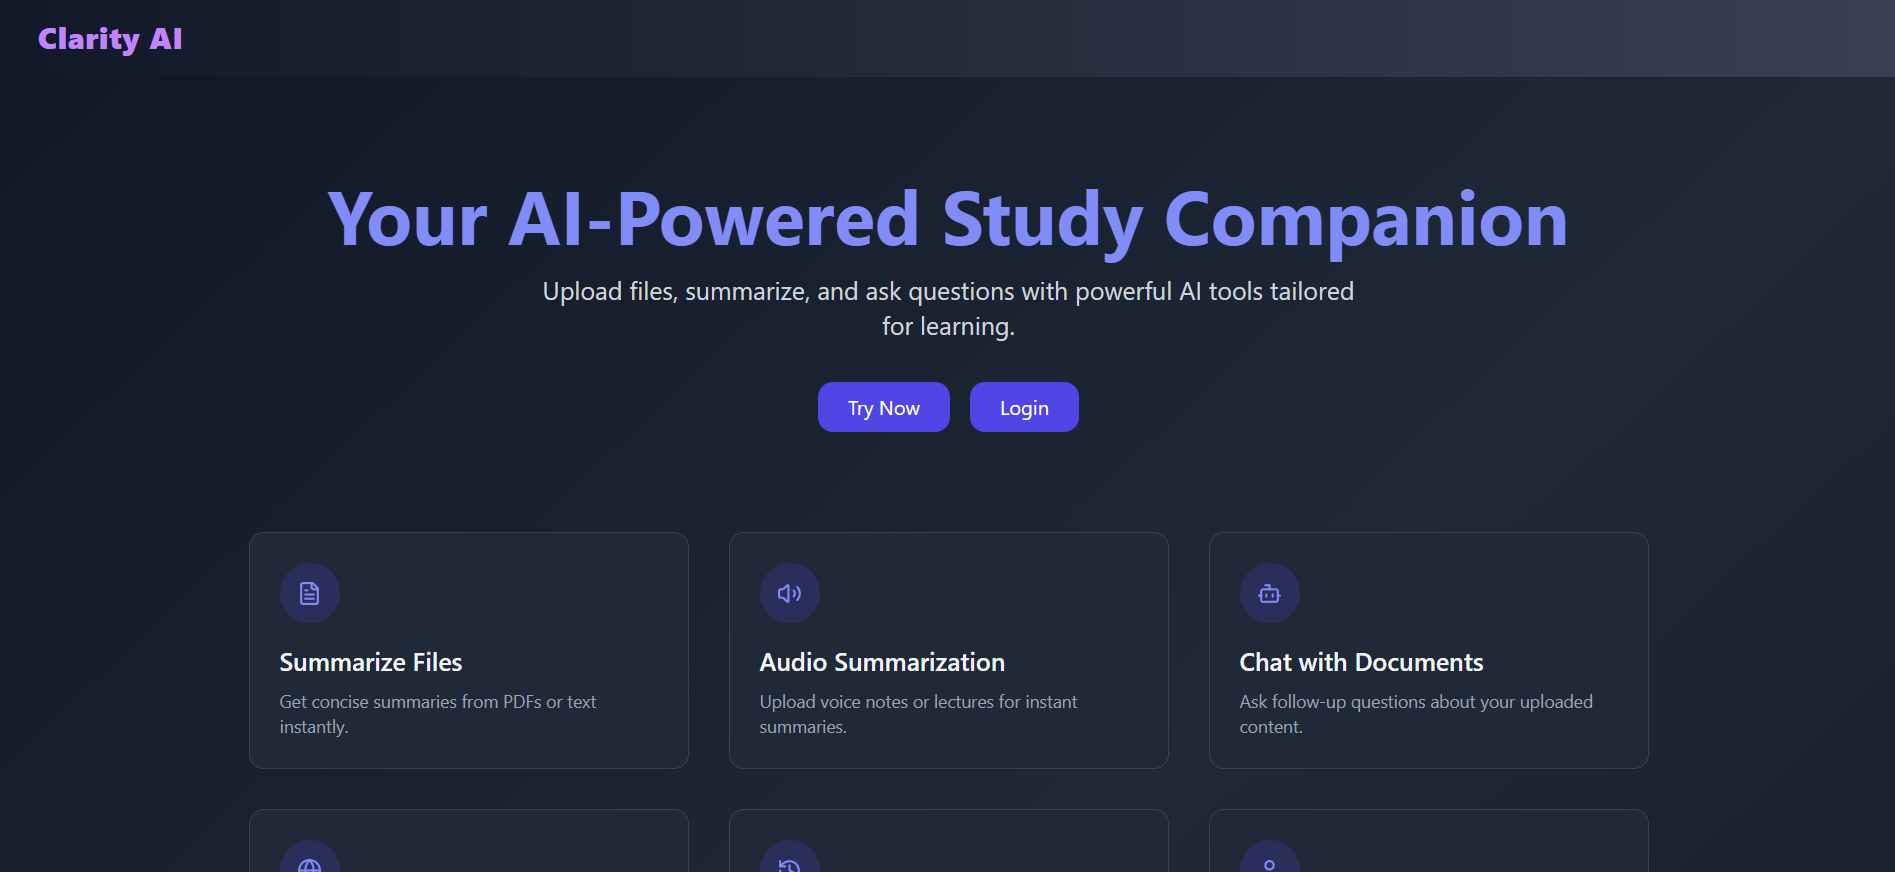 Clarity AI
Your AI-Powered Study Companion
Upload files, summarize, and ask questions with powerful AI tools tailored
for learning.
Try Now
Login
Summarize Files
Get concise summaries from PDFs or text
instantly.
Audio Summarization
Upload voice notes or lectures for instant
summaries.
Chat with Documents
Ask follow-up questions about your uploaded
content.